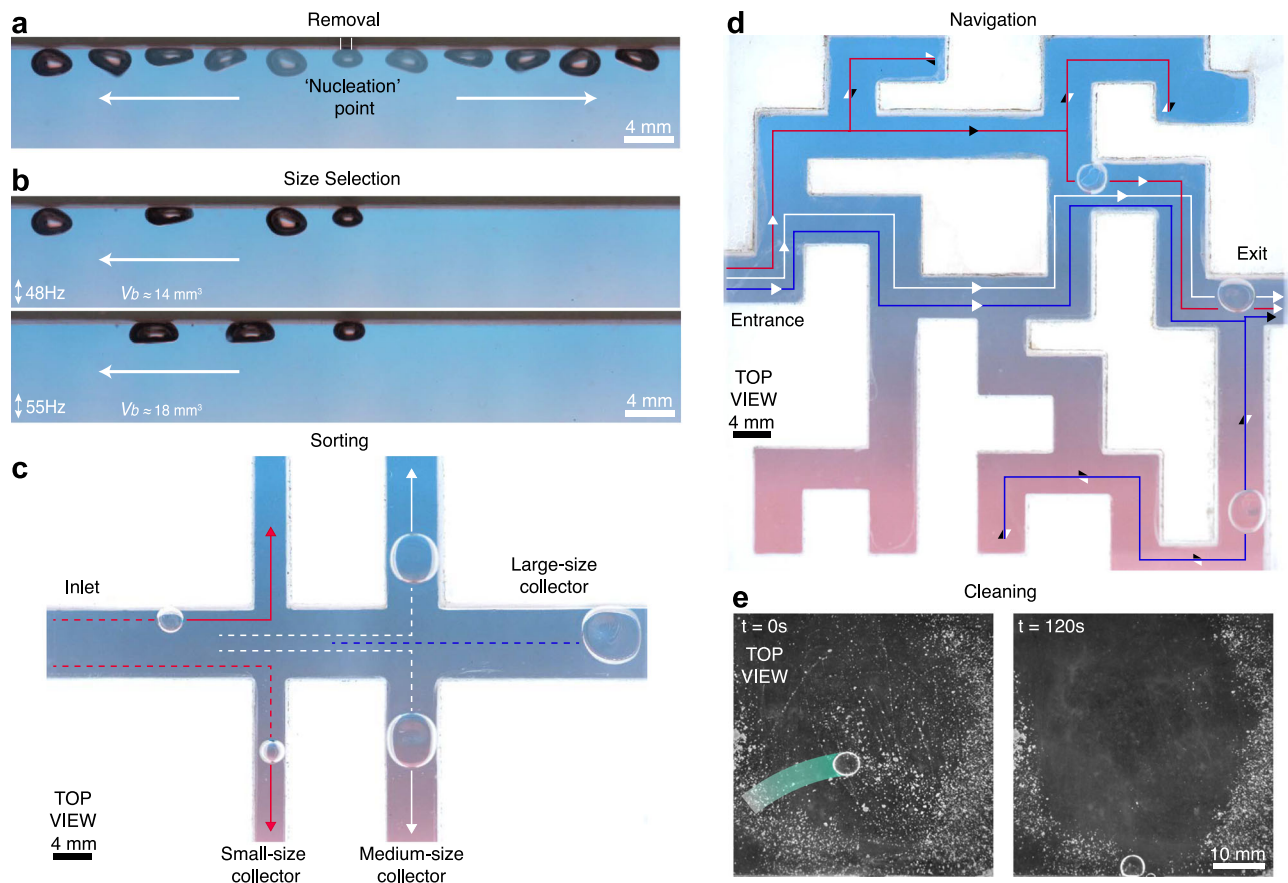 a
Removal
'Nucleation'
point
4 mm
b
Size Selection
48Hz
Vb ≈ 14 mm³
55Hz
Vb ≈ 18 mm³
4 mm
c
Sorting
Inlet
Large-size
collector
TOP
VIEW
4 mm
Small-size
collector
Medium-size
collector
d
Navigation
Entrance
Exit
TOP
VIEW
4 mm
e
Cleaning
t = 0s
TOP
VIEW
t = 120s
10 mm